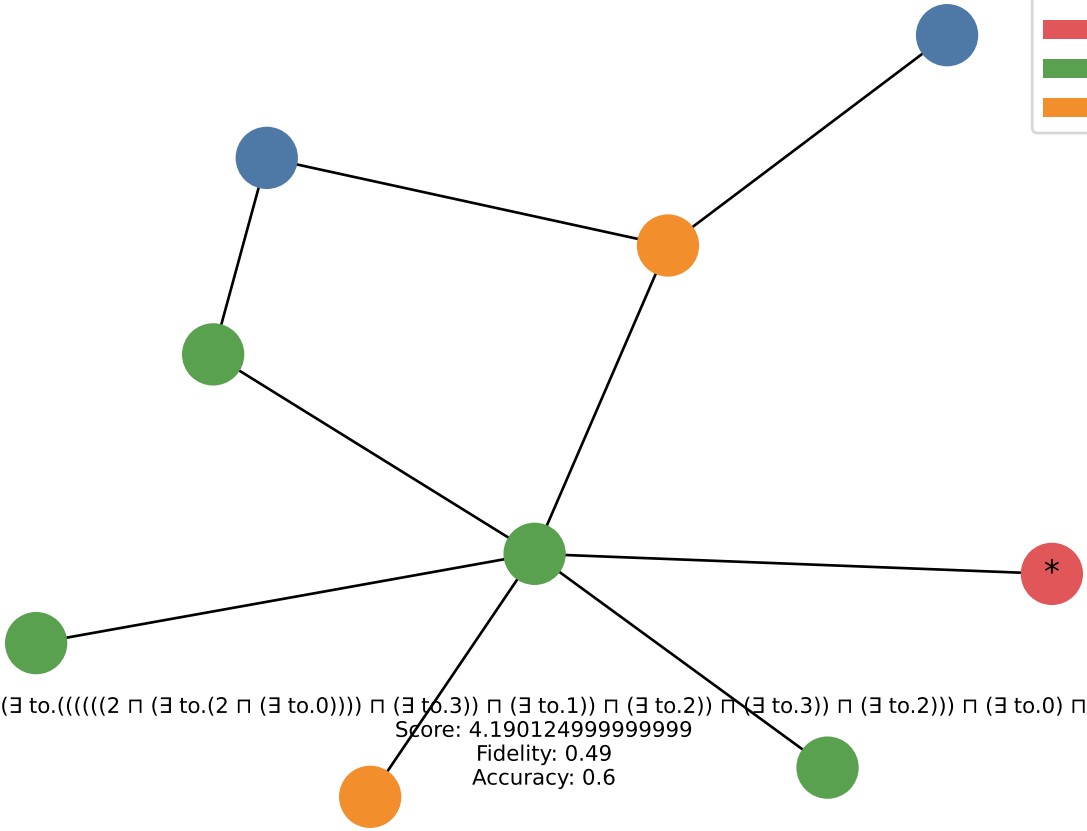 *
(∃ to.((((((2 ⊓ (∃ to.(2 ⊓ (∃ to.0)))) ⊓ (∃ to.3)) ⊓ (∃ to.1)) ⊓ (∃ to.2)) ⊓ (∃ to.3)) ⊓ (∃ to.2))) ⊓ (∃ to.0) ⊓
Score: 4.190124999999999
Fidelity: 0.49
Accuracy: 0.6